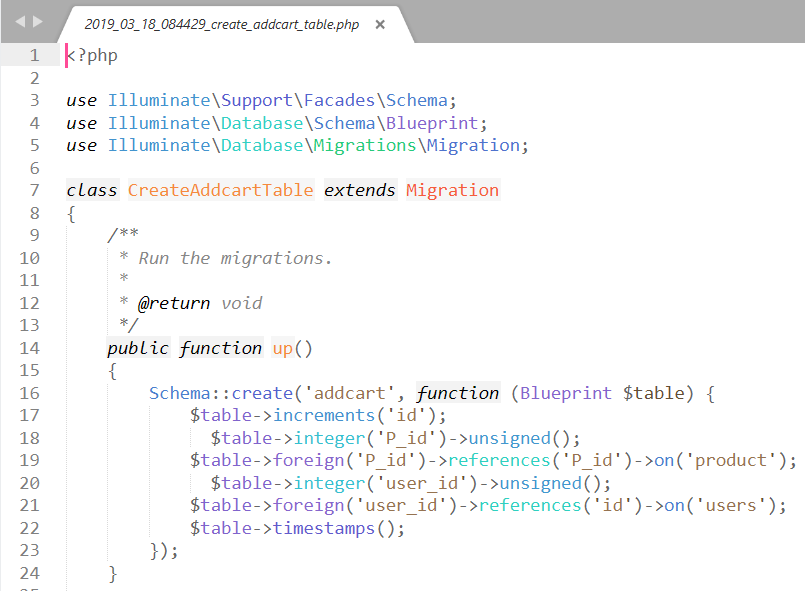 2019_03_18_084429_create_addcart_table.php ×
1 <?php
2
3 use Illuminate\Support\Facades\Schema;
4 use Illuminate\Database\Schema\Blueprint;
5 use Illuminate\Database\Migrations\Migration;
6
7 class CreateAddcartTable extends Migration
8 {
9     /**
10      * Run the migrations.
11      *
12      * @return void
13      */
14     public function up()
15     {
16         Schema::create('addcart', function (Blueprint $table) {
17             $table->increments('id');
18               $table->integer('P_id')->unsigned();
19             $table->foreign('P_id')->references('P_id')->on('product');
20               $table->integer('user_id')->unsigned();
21             $table->foreign('user_id')->references('id')->on('users');
22             $table->timestamps();
23         });
24     }